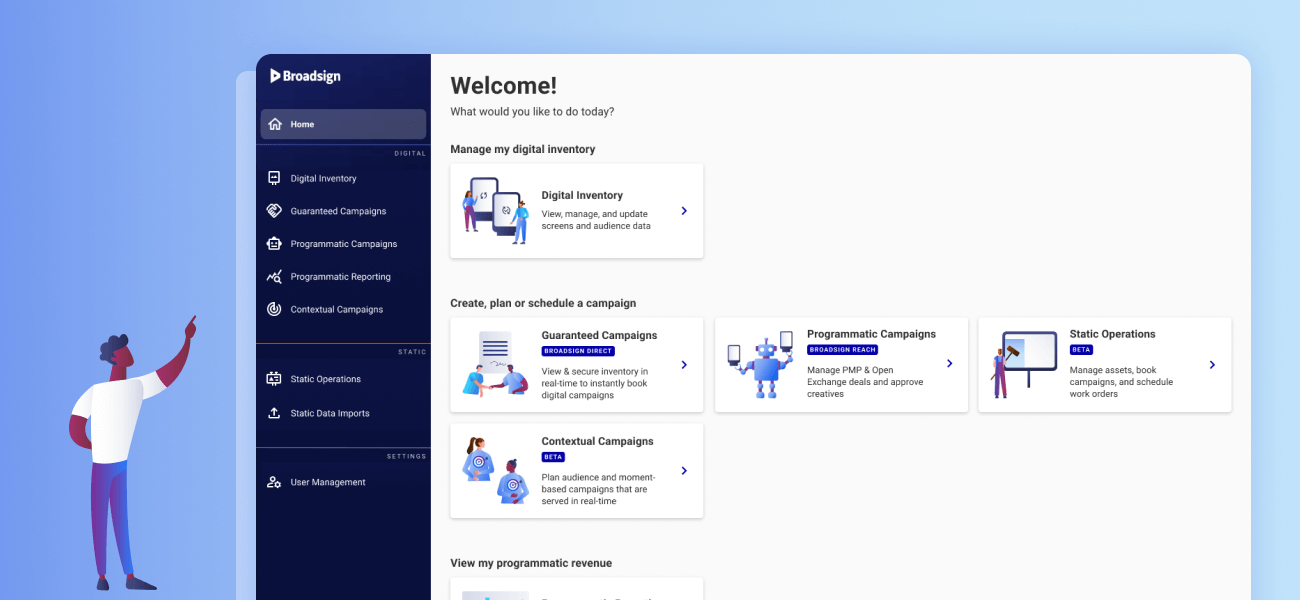 Broadsign
Home
DIGITAL
Digital Inventory
Guaranteed Campaigns
Programmatic Campaigns
Programmatic Reporting
Contextual Campaigns
STATIC
Static Operations
Static Data Imports
SETTINGS
User Management
Welcome!
What would you like to do today?
Manage my digital inventory
Digital Inventory
View, manage, and update
screens and audience data
Create, plan or schedule a campaign
Guaranteed Campaigns
BROADSIGN DIRECT
View & secure inventory in
real-time to instantly book
digital campaigns
Programmatic Campaigns
BROADSIGN REACH
Manage PMP & Open
Exchange deals and approve
creatives
Static Operations
BETA
Manage assets, book
campaigns, and schedule
work orders
Contextual Campaigns
BETA
Plan audience and moment-
based campaigns that are
served in real-time
View my programmatic revenue